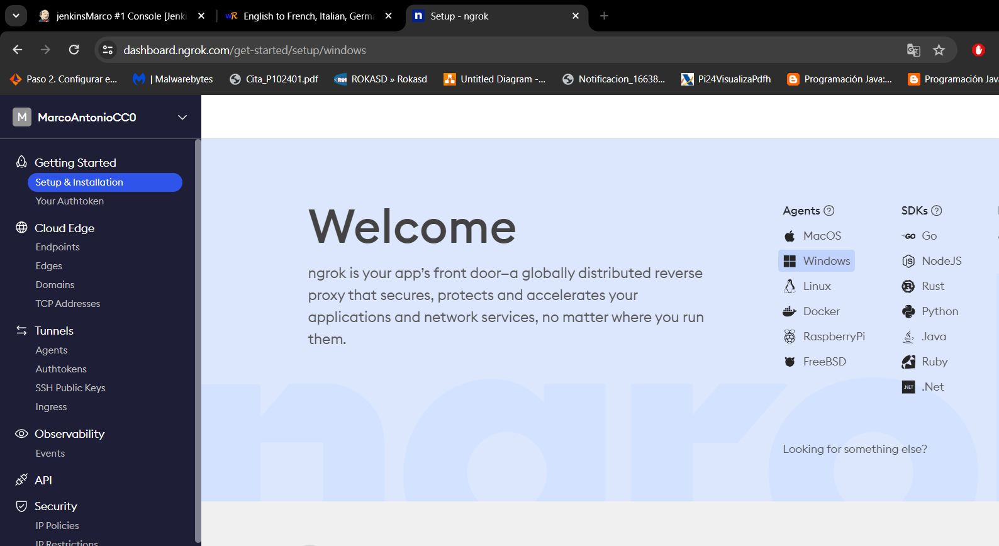 jenkinsMarco #1 Console [Jenki
wR English to French, Italian, Germa
n Setup - ngrok
dashboard.ngrok.com/get-started/setup/windows
Paso 2. Configurar e...
| Malwarebytes
Cita_P102401.pdf
ROKASD » Rokasd
Untitled Diagram -...
Notificacion_16638...
Pi24VisualizaPdfh
Programación Java:...
Programación Jav
M MarcoAntonioCC0
Getting Started
Setup & Installation
Your Authtoken
Cloud Edge
Endpoints
Edges
Domains
TCP Addresses
Tunnels
Agents
Authtokens
SSH Public Keys
Ingress
Observability
Events
API
Security
IP Policies
IP Restrictions
Welcome
ngrok is your app's front door—a globally distributed reverse
proxy that secures, protects and accelerates your
applications and network services, no matter where you run
them.
Agents ?
MacOS
Windows
Linux
Docker
RaspberryPi
FreeBSD
SDKs ?
GO Go
JS NodeJS
Rust
Python
Java
Ruby
.NET .Net
Looking for something else?
ngro